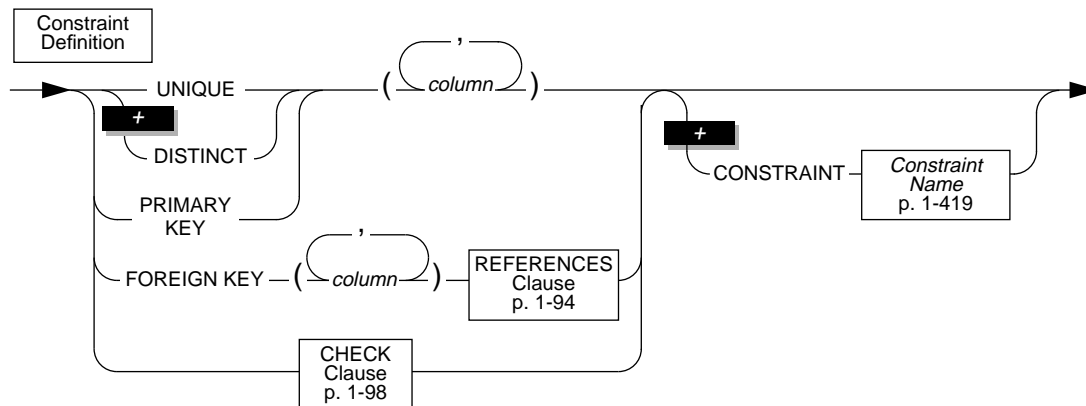 Constraint
Definition
,
UNIQUE ( column )
+
+
DISTINCT
CONSTRAINT
Constraint
Name
p. 1-419
PRIMARY
KEY
,
FOREIGN KEY ( column )
REFERENCES
Clause
p. 1-94
CHECK
Clause
p. 1-98